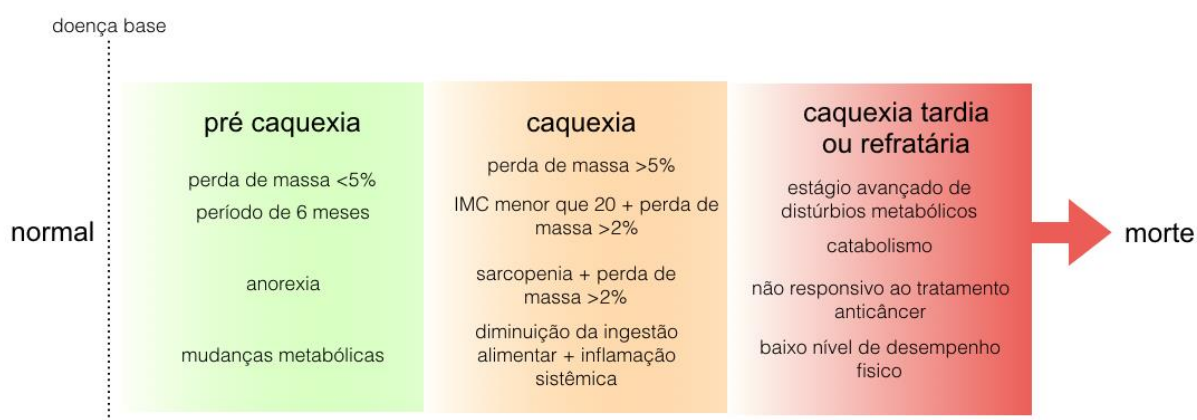 doença base
normal
pré caquexia
perda de massa <5%
período de 6 meses
anorexia
mudanças metabólicas
caquexia
perda de massa >5%
IMC menor que 20 + perda de
massa >2%
sarcopenia + perda de
massa >2%
diminuição da ingestão
alimentar + inflamação
sistêmica
caquexia tardia
ou refratária
estágio avançado de
distúrbios metabólicos
catabolismo
não responsivo ao tratamento
anticâncer
baixo nível de desempenho
fisico
morte